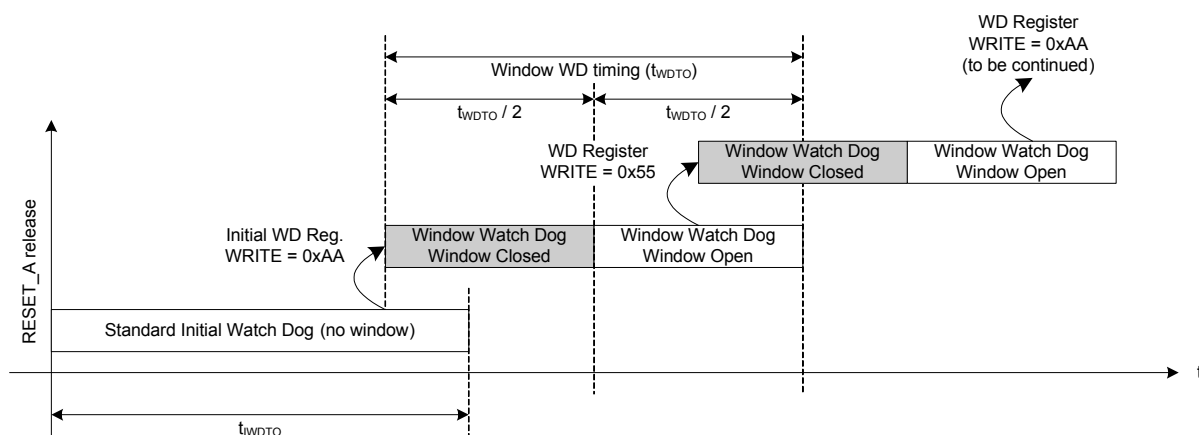 WD Register
WRITE = 0xAA
(to be continued)
Window WD timing (tWDTO)
tWDTO / 2
tWDTO / 2
WD Register
WRITE = 0x55
Window Watch Dog
Window Closed
Window Watch Dog
Window Open
Initial WD Reg.
WRITE = 0xAA
Window Watch Dog
Window Closed
Window Watch Dog
Window Open
RESET_A release
Standard Initial Watch Dog (no window)
t
tIWDTO